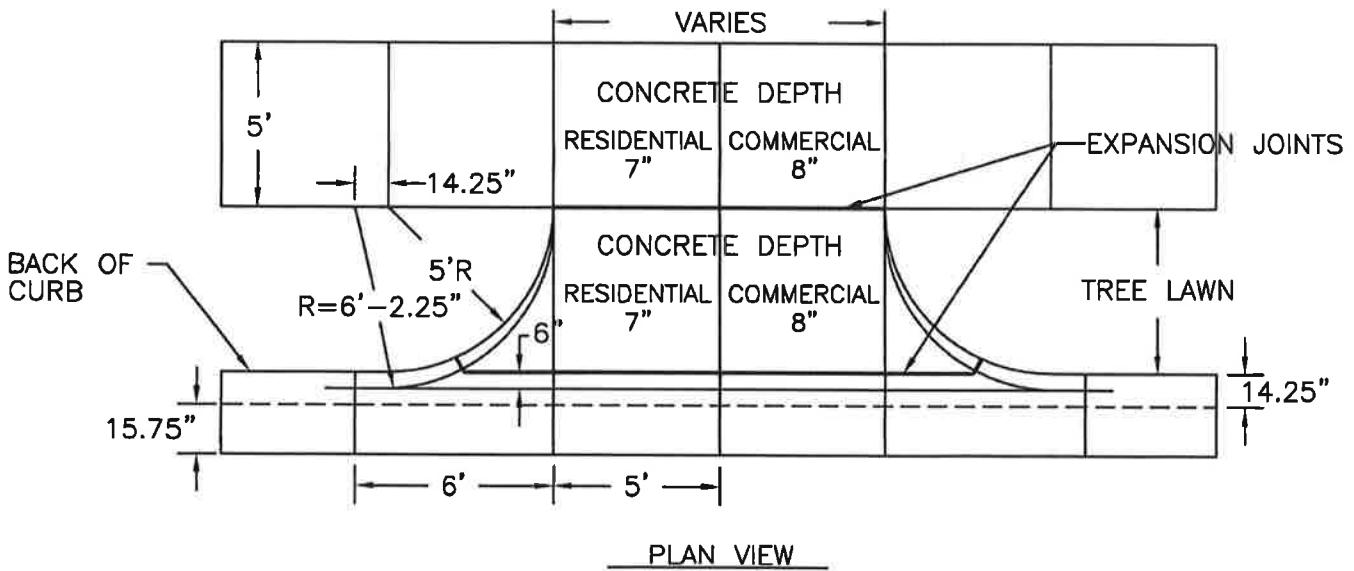 VARIES
CONCRETE DEPTH
5'
RESIDENTIAL COMMERCIAL
7" 8"
EXPANSION JOINTS
14.25"
CONCRETE DEPTH
BACK OF
CURB
5'R
R=6'-2.25"
RESIDENTIAL COMMERCIAL
7" 8"
TREE LAWN
6"
14.25"
15.75"
6' 5'
PLAN VIEW